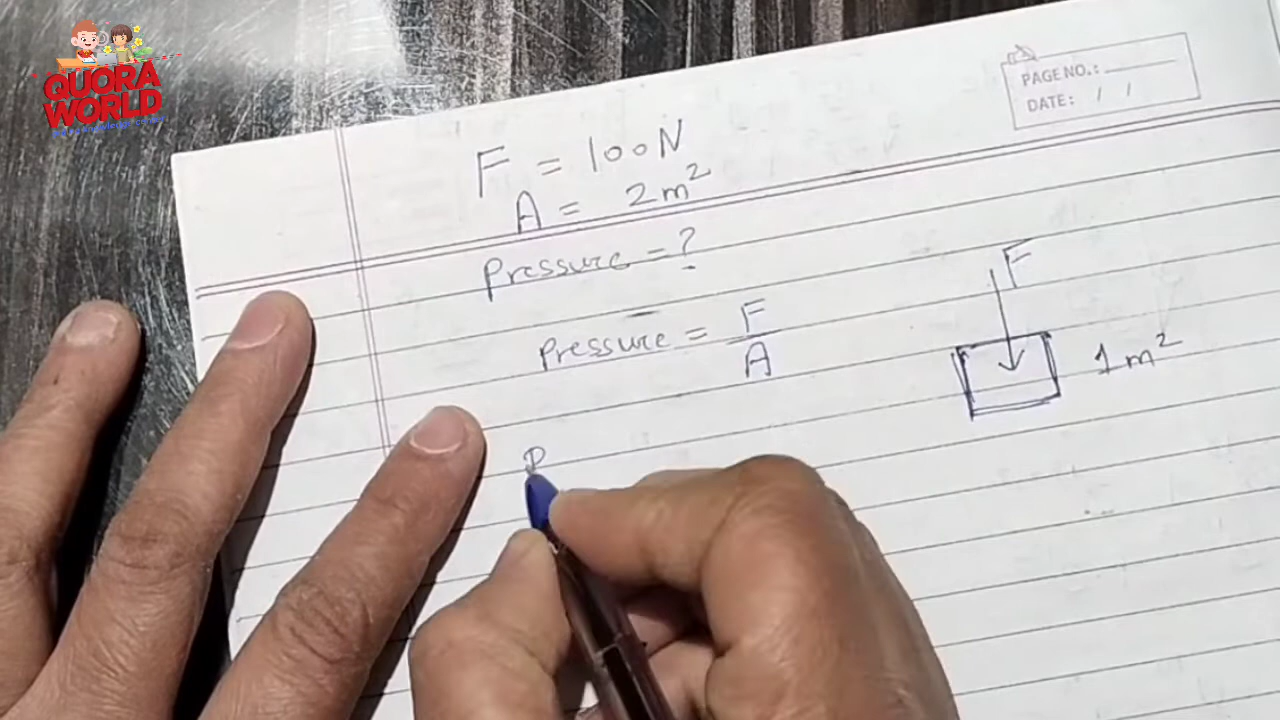 QUORA
WORLD
PAGE NO.:
DATE: / /
F = 100N
A = 2m²
Pressure = ?
Pressure = F
A
F
1 m²
P